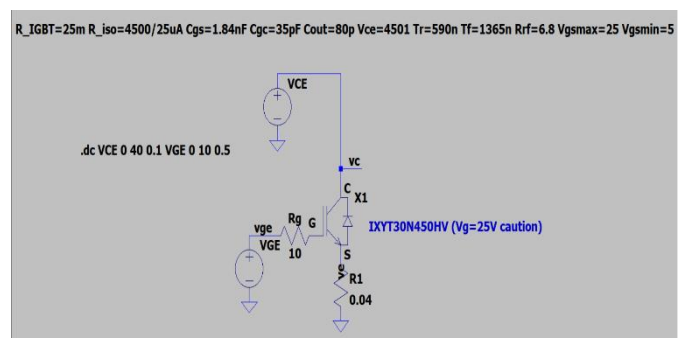 R_IGBT=25m R_iso=4500/25uA Cgs=1.84nF Cgc=35pF Cout=80p Vce=4501 Tr=590n Tf=1365n Rrf=6.8 Vgsmax=25 Vgsmin=5
VCE
.dc VCE 0 40 0.1 VGE 0 10 0.5
vc
C
X1
vge
Rg
G
IXYT30N450HV (Vg=25V caution)
VGE
10
S
ve
R1
0.04